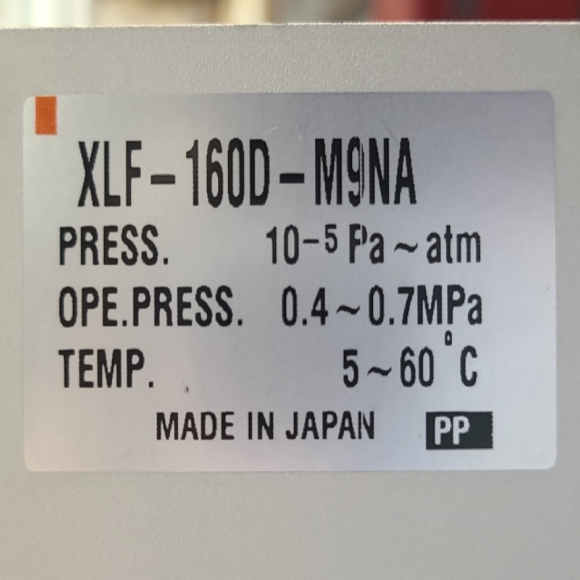 XLF-160D-M9NA
PRESS. 10-5 Pa~atm
OPE.PRESS. 0.4~0.7MPa
TEMP. 5~60°C
MADE IN JAPAN PP